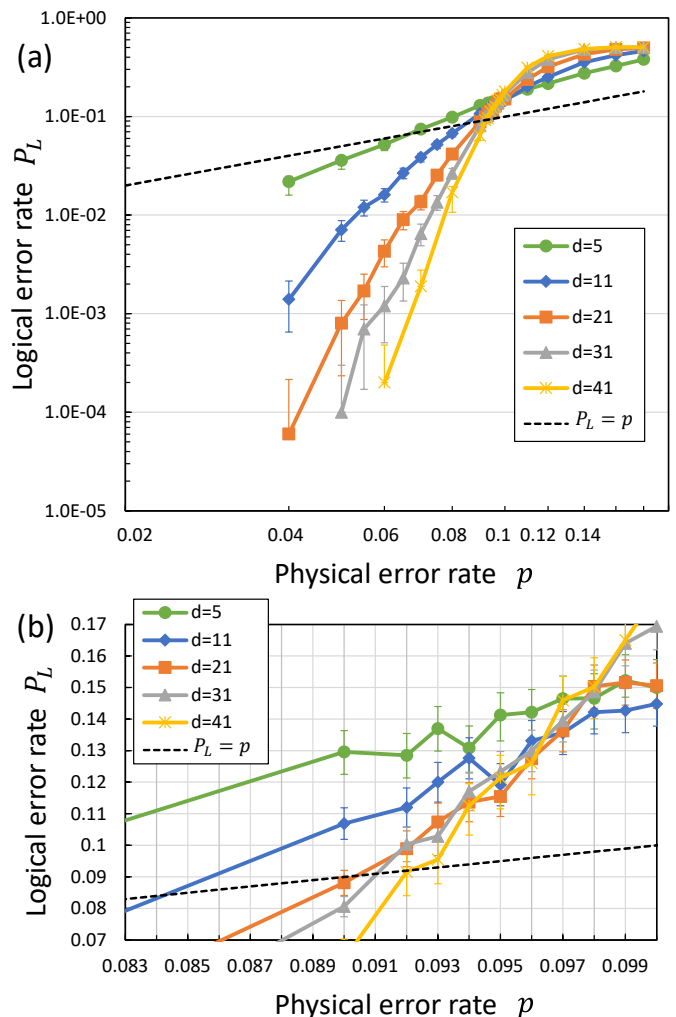 (a)
1.0E+00
1.0E-01
1.0E-02
1.0E-03
1.0E-04
1.0E-05
Logical error rate P_L
d=5
d=11
d=21
d=31
d=41
P_L = p
0.02 0.04 0.06 0.08 0.1 0.12 0.14
Physical error rate p
(b)
d=5
d=11
d=21
d=31
d=41
P_L = p
0.17
0.16
0.15
0.14
0.13
0.12
0.11
0.1
0.09
0.08
0.07
Logical error rate P_L
0.083 0.085 0.087 0.089 0.091 0.093 0.095 0.097 0.099
Physical error rate p